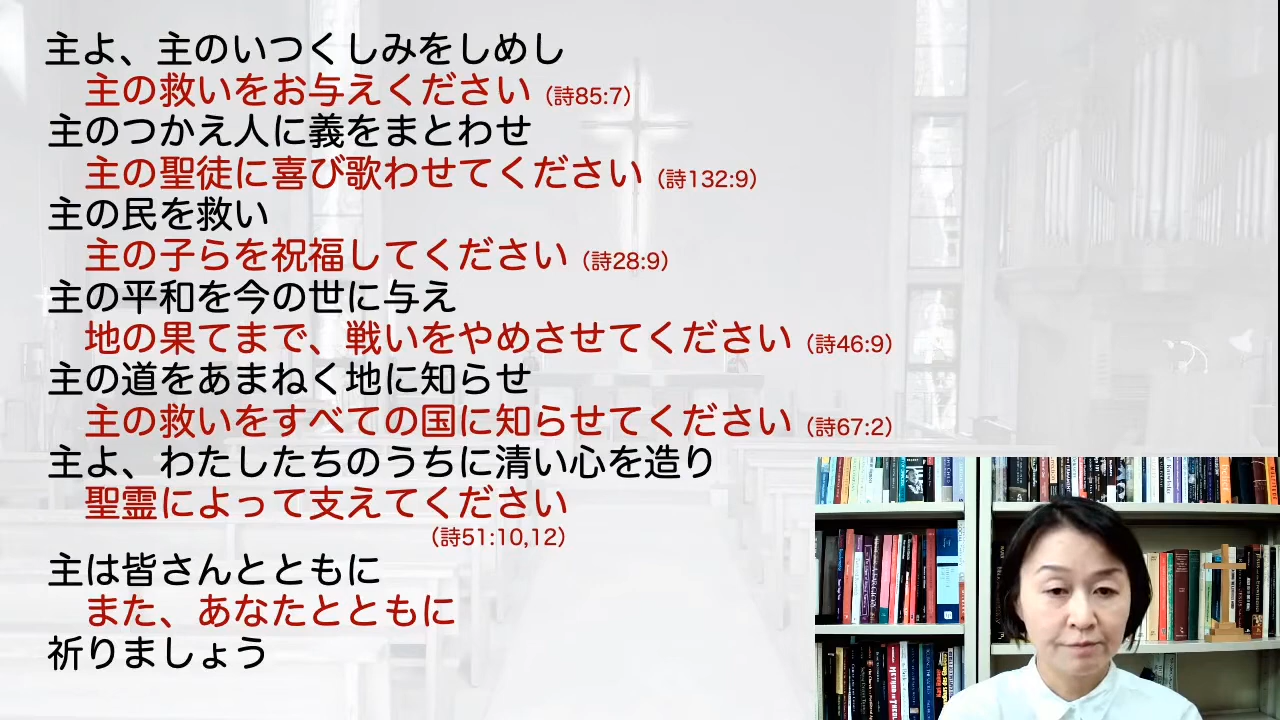 主よ、主のいつくしみをしめし
主の救いをお与えください（詩85:7）
主のつかえ人に義をまとわせ
主の聖徒に喜び歌わせてください（詩132:9）
主の民を救い
主の子らを祝福してください（詩28:9）
主の平和を今の世に与え
地の果てまで、戦いをやめさせてください（詩46:9）
主の道をあまねく地に知らせ
主の救いをすべての国に知らせてください（詩67:2）
主よ、わたしたちのうちに清い心を造り
聖霊によって支えてください
（詩51:10,12）
主は皆さんとともに
また、あなたとともに
祈りましょう